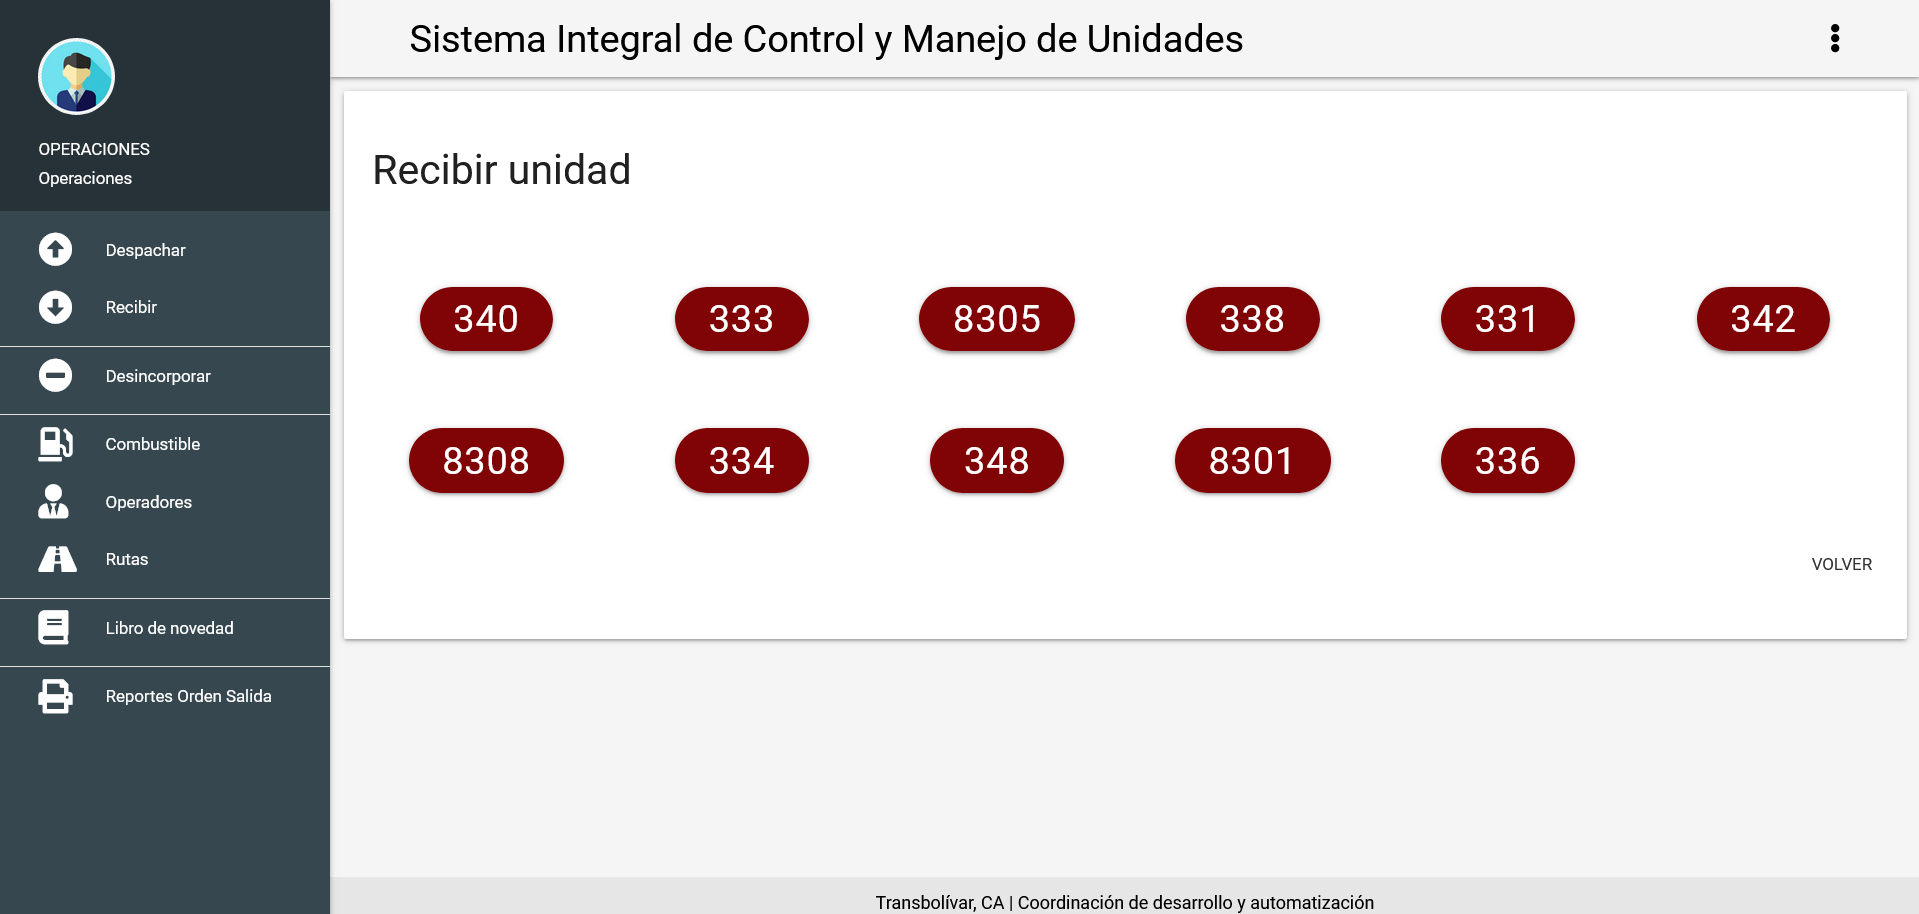 Sistema Integral de Control y Manejo de Unidades
OPERACIONES
Operaciones
Despachar
Recibir
Desincorporar
Combustible
Operadores
Rutas
Libro de novedad
Reportes Orden Salida
Recibir unidad
340 333 8305 338 331 342
8308 334 348 8301 336
VOLVER
Transbolívar, CA | Coordinación de desarrollo y automatización